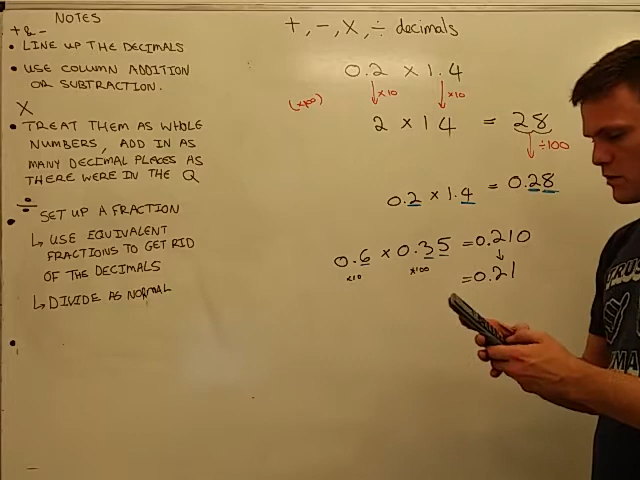 NOTES
+ & -
• LINE UP THE DECIMALS
• USE COLUMN ADDITION
OR SUBTRACTION.
X
• TREAT THEM AS WHOLE
NUMBERS, ADD IN AS
MANY DECIMAL PLACES AS
THERE WERE IN THE Q
÷
• SET UP A FRACTION
↳ USE EQUIVALENT
FRACTIONS TO GET RID
OF THE DECIMALS
↳ DIVIDE AS NORMAL
•
+, -, X, ÷ decimals
0.2 × 1.4
(×100) ↓×10 ↓×10
2 × 14 = 28
↓ ÷100
0.2 × 1.4 = 0.28
0.6 × 0.35 = 0.210
×10 ×100 ↓
= 0.21